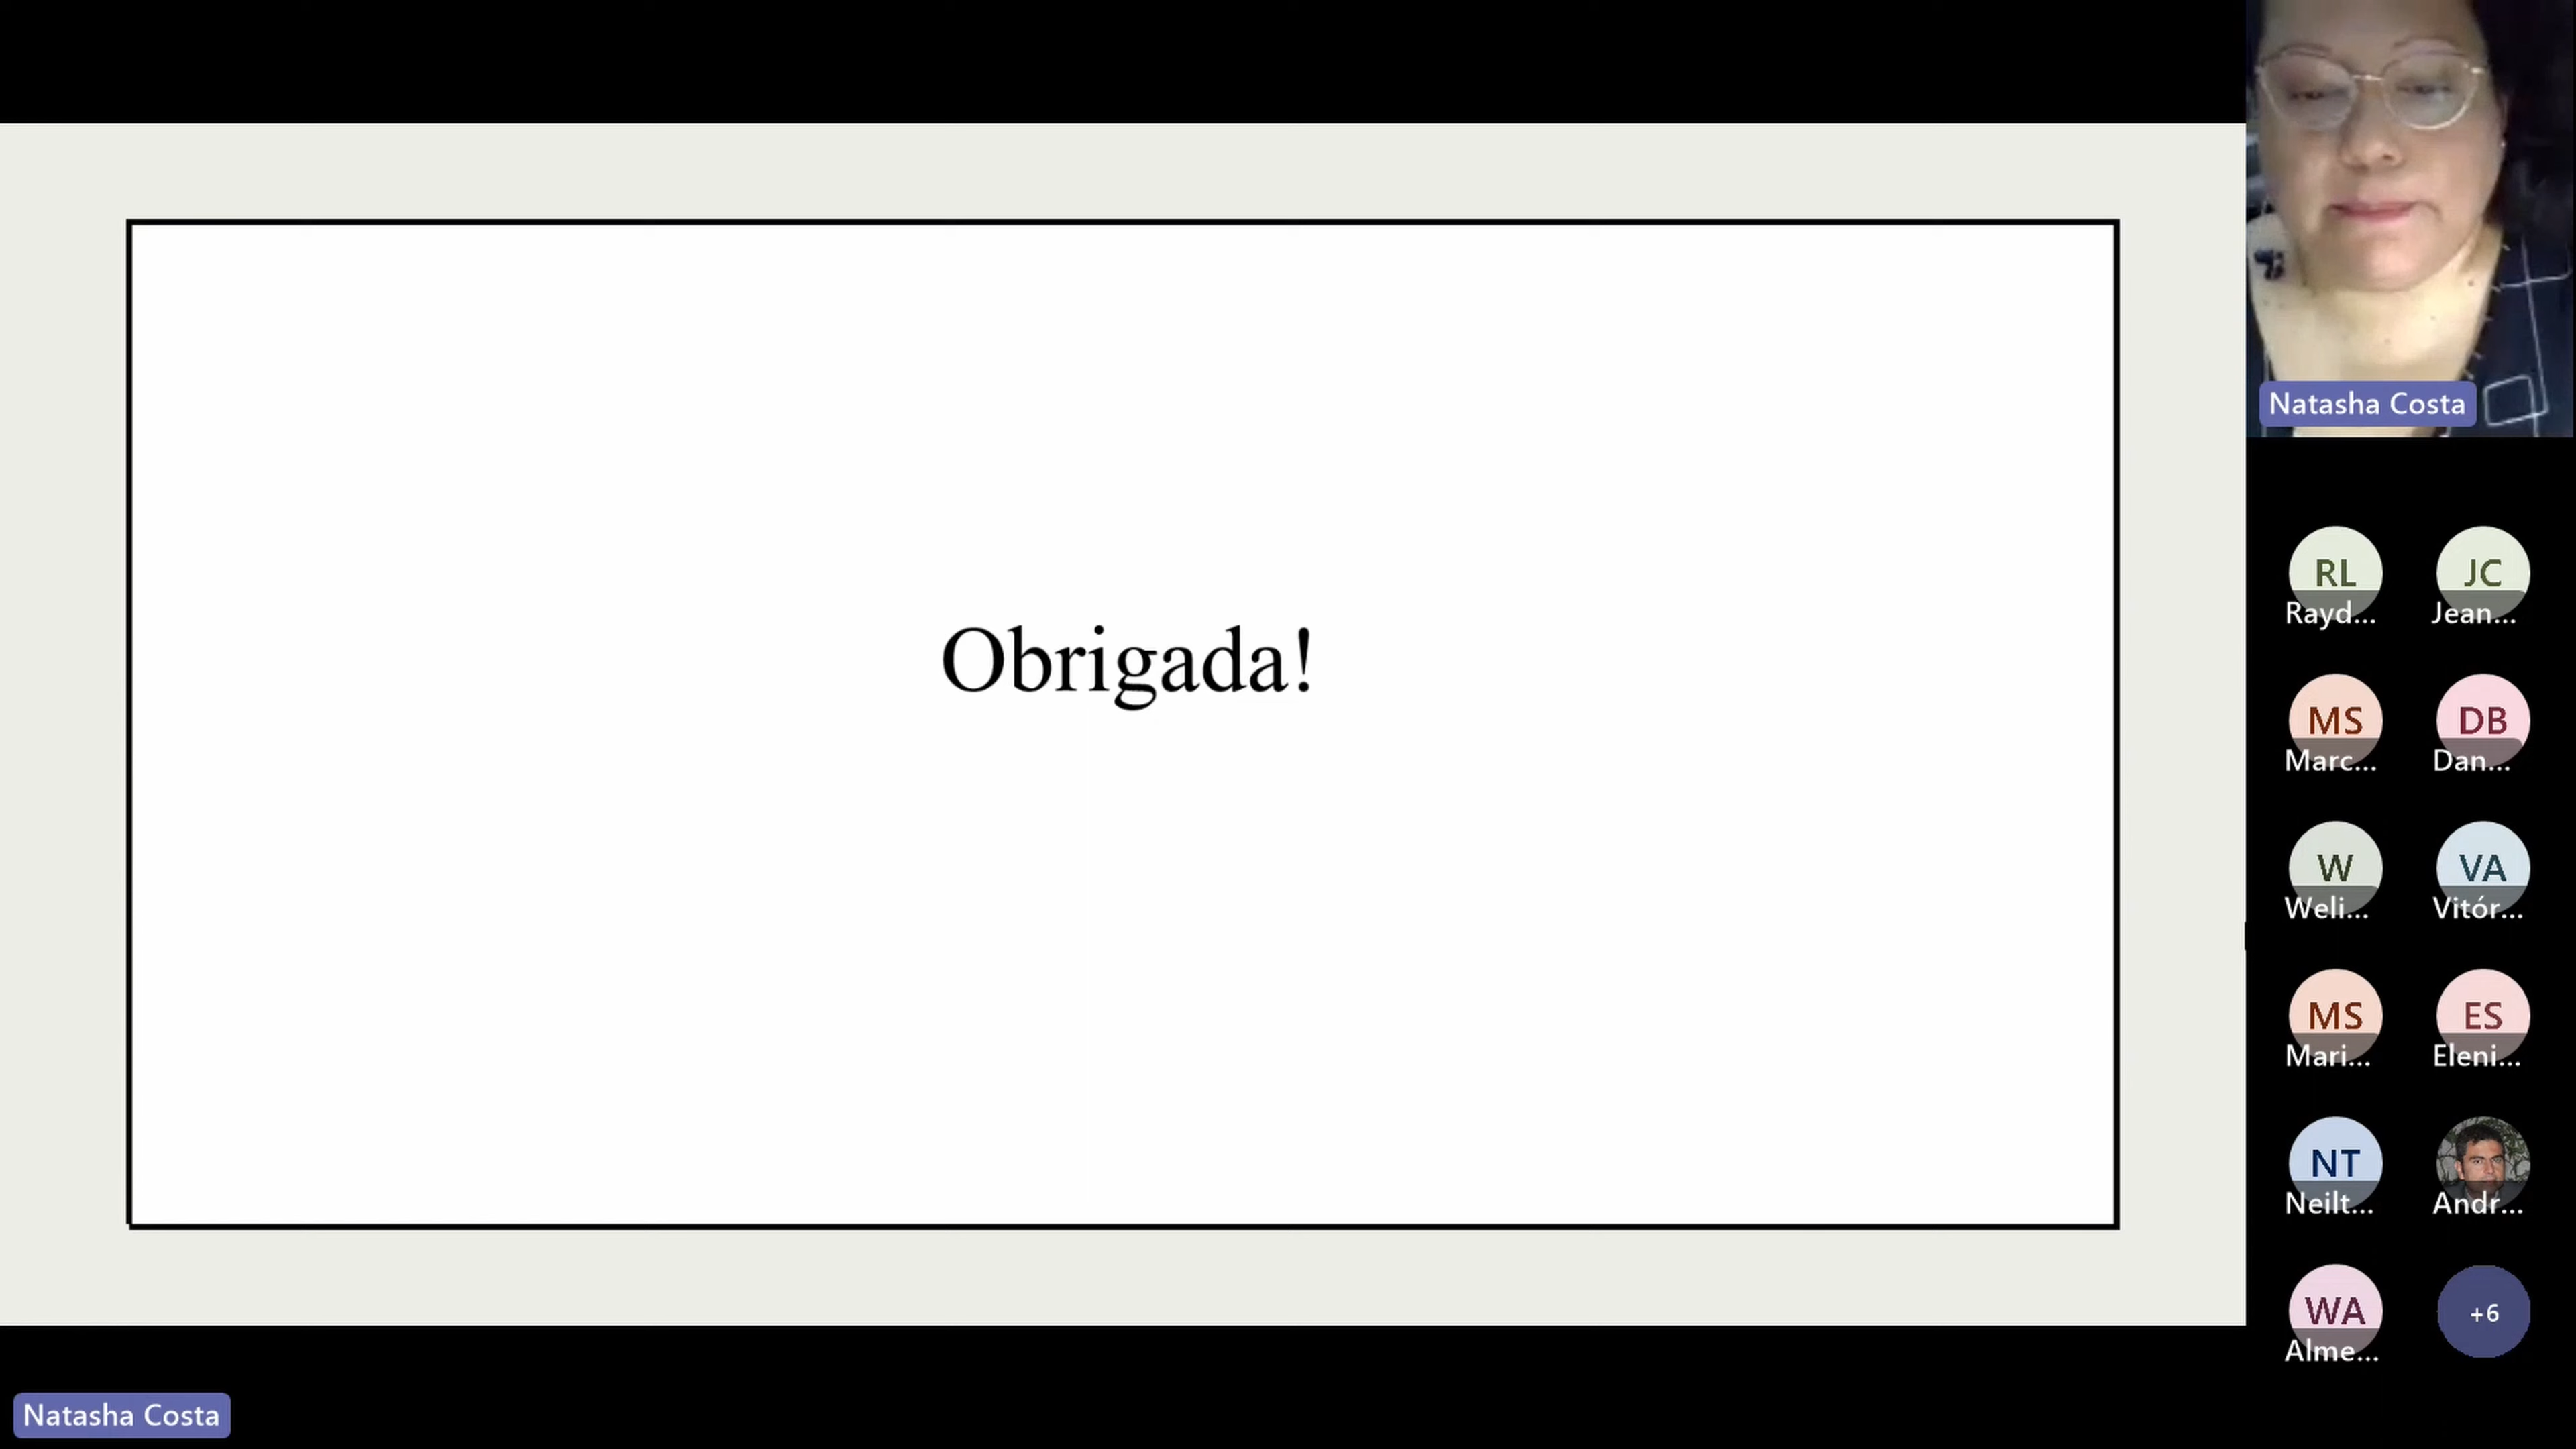 Natasha Costa
Obrigada!
RL
Rayd...
JC
Jean...
MS
Marc...
DB
Dan...
W
Weli...
VA
Vitór...
MS
Mari...
ES
Eleni...
NT
Neilt...
Andr...
WA
Alme...
+6
Natasha Costa